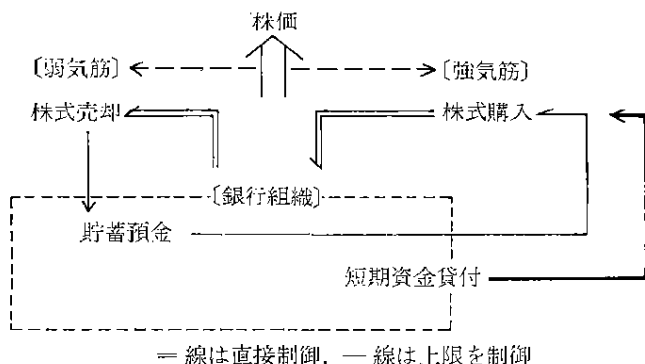 株価
〔弱気筋〕 〔強気筋〕
株式売却 株式購入
〔銀行組織〕
貯蓄預金
短期資金貸付
= 線は直接制御，― 線は上限を制御